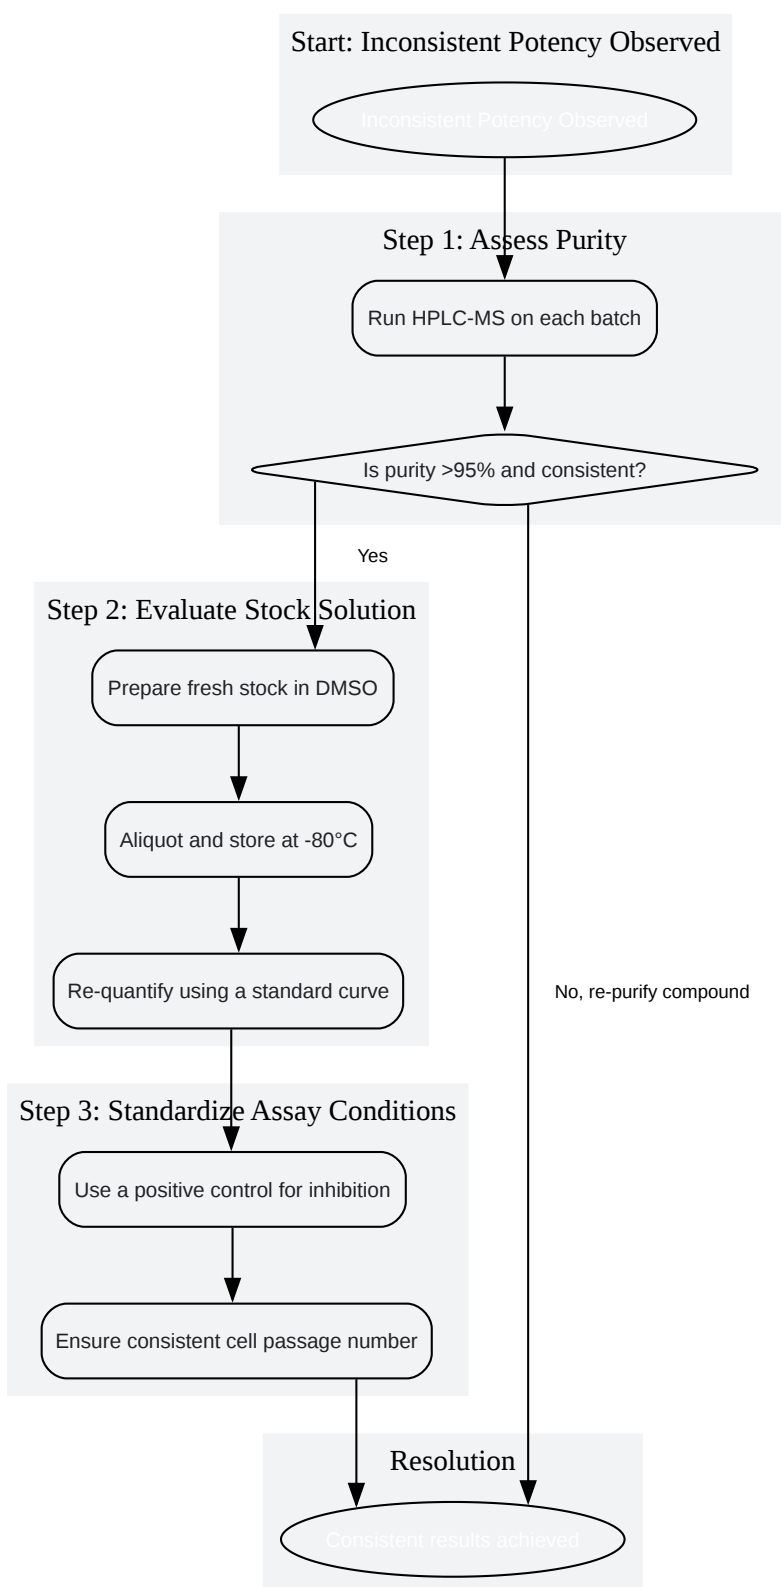 Start: Inconsistent Potency Observed
Inconsistent Potency Observed
Step 1: Assess Purity
Run HPLC-MS on each batch
Is purity >95% and consistent?
Yes
Step 2: Evaluate Stock Solution
Prepare fresh stock in DMSO
Aliquot and store at -80°C
Re-quantify using a standard curve
No, re-purify compound
Step 3: Standardize Assay Conditions
Use a positive control for inhibition
Ensure consistent cell passage number
Resolution
Consistent results achieved